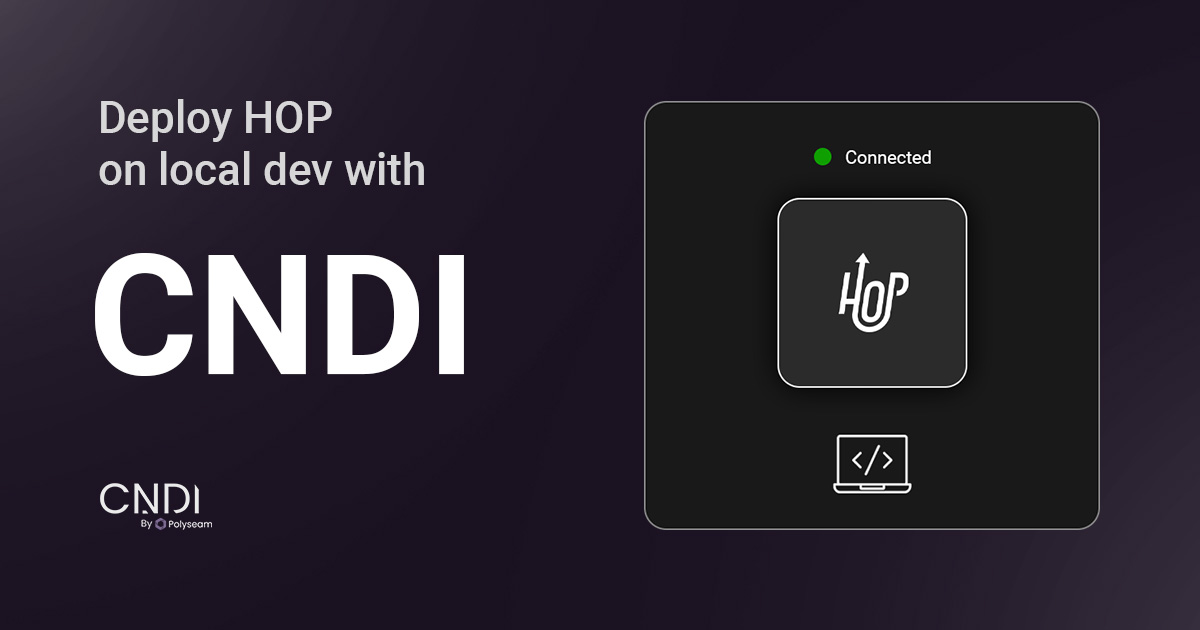 Deploy HOP
on local dev with
CNDI
CNDI
By Polyseam
Connected
HOP
</>